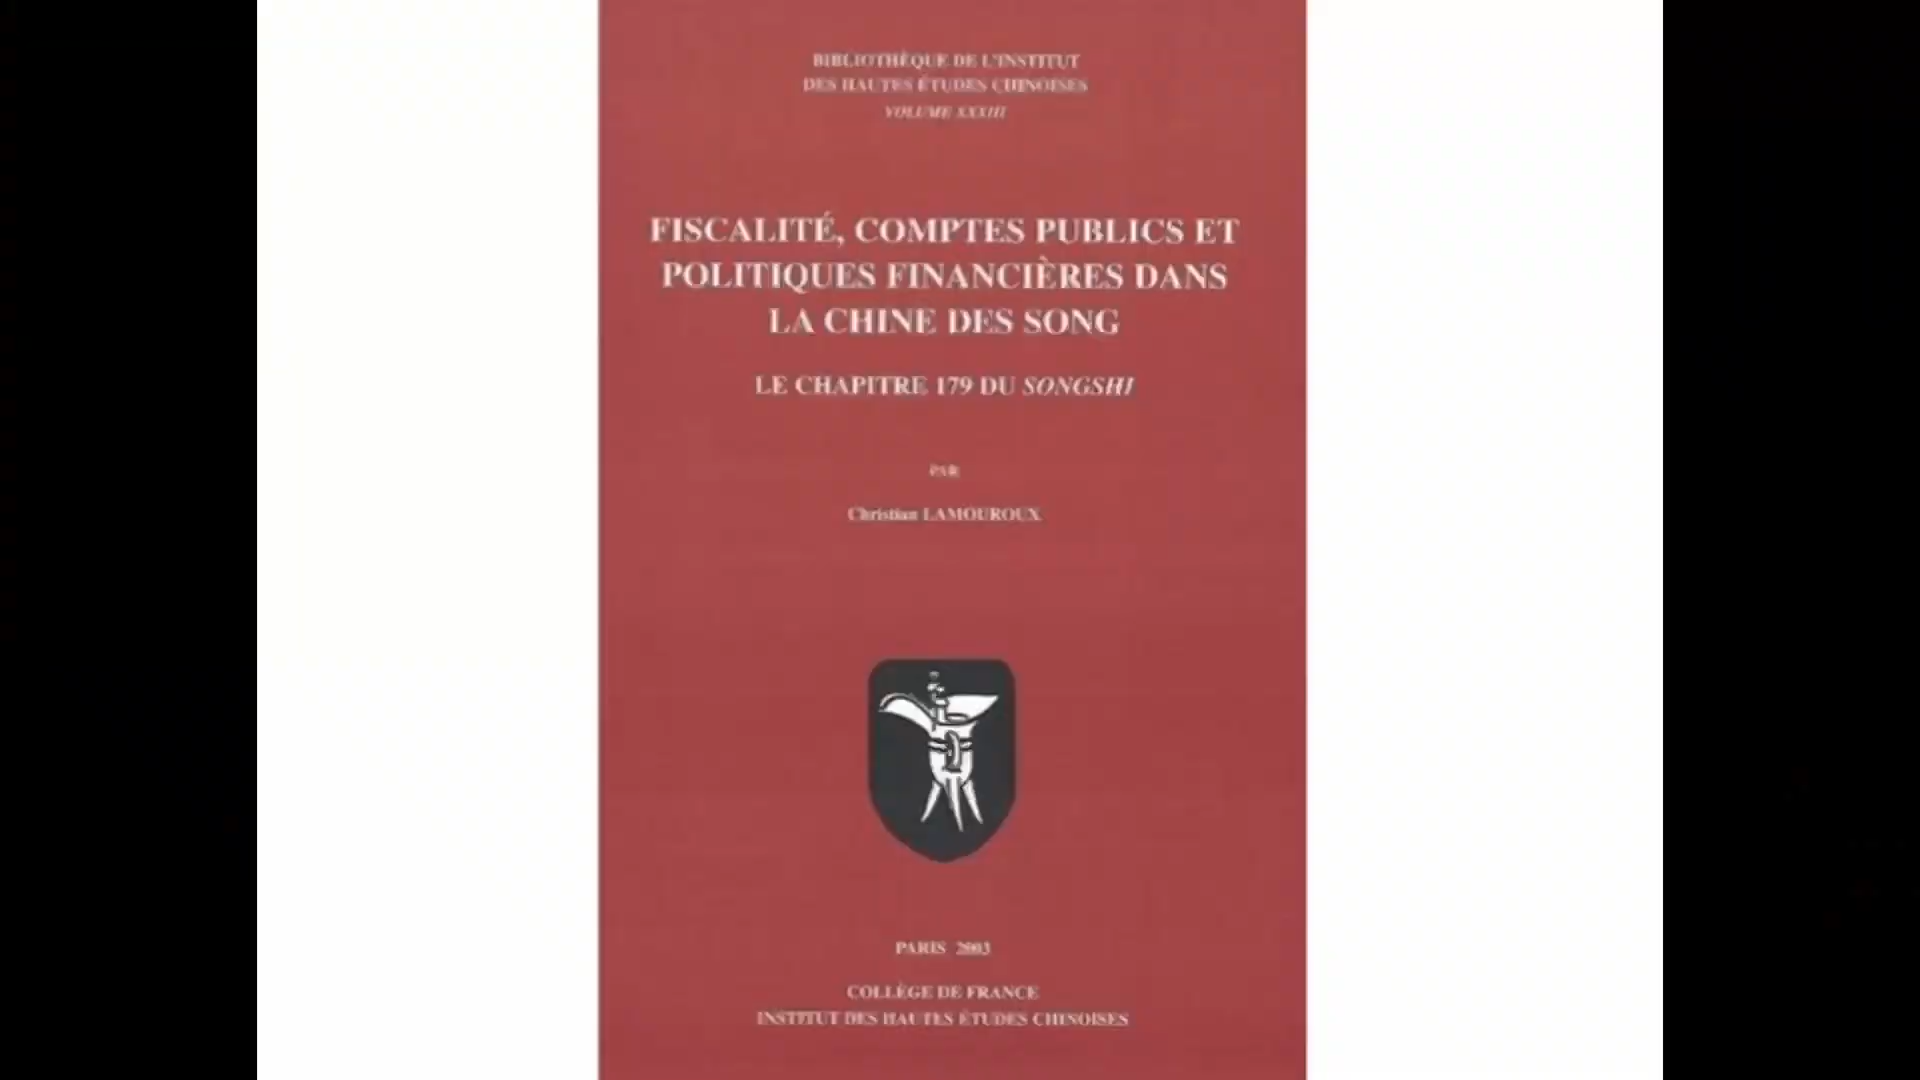 BIBLIOTHÈQUE DE L'INSTITUT
DES HAUTES ÉTUDES CHINOISES
VOLUME XXXIII
FISCALITÉ, COMPTES PUBLICS ET
POLITIQUES FINANCIÈRES DANS
LA CHINE DES SONG
LE CHAPITRE 179 DU SONGSHI
PAR
Christian LAMOUROUX
PARIS 2003
COLLÈGE DE FRANCE
INSTITUT DES HAUTES ÉTUDES CHINOISES